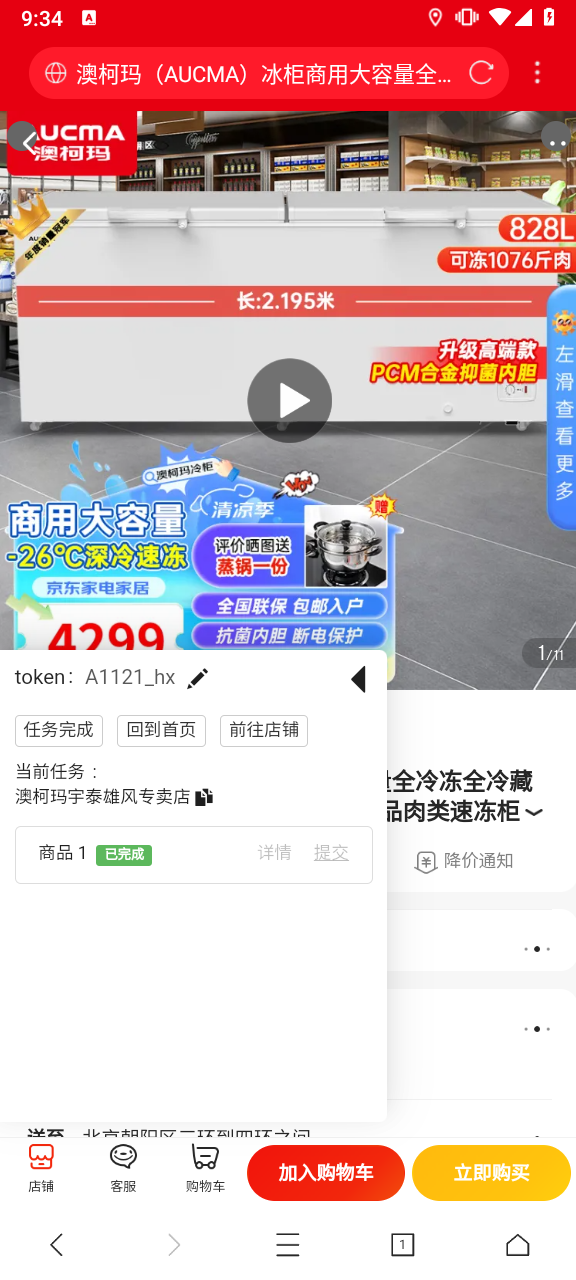 9:34
澳柯玛（AUCMA）冰柜商用大容量全…
AUCMA
澳柯玛
年度销量冠军
828L
可冻1076斤肉
长:2.195米
升级高端款
PCM合金抑菌内胆
左滑查看更多
澳柯玛冷柜
清凉季
赠
商用大容量
-26℃深冷速冻
评价晒图送
蒸锅一份
京东家电家居
全国联保 包邮入户
抗菌内胆 断电保护
4299
1/11
token： A1121_hx
任务完成 回到首页 前往店铺
当前任务：
澳柯玛宇泰雄风专卖店
量全冷冻全冷藏
品肉类速冻柜
商品 1 已完成 详情 提交
降价通知
送至 北京朝阳区三环到四环之间
店铺 客服 购物车 加入购物车 立即购买
1